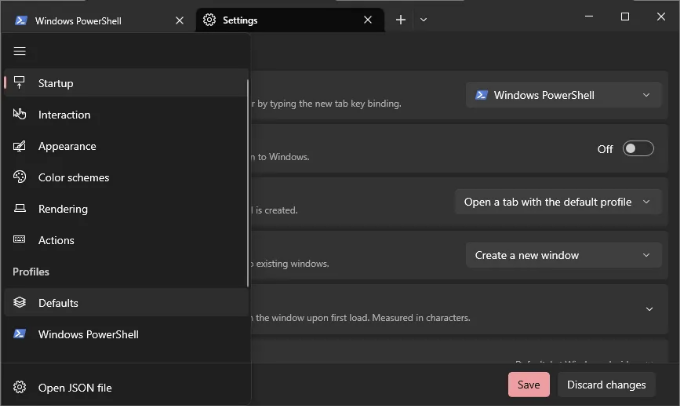 Windows PowerShell
Settings
Startup
r by typing the new tab key binding.
Windows PowerShell
Interaction
Appearance
n to Windows.
Off
Color schemes
Rendering
l is created.
Open a tab with the default profile
Actions
o existing windows.
Create a new window
Profiles
Defaults
n the window upon first load. Measured in characters.
Windows PowerShell
Open JSON file
Save
Discard changes